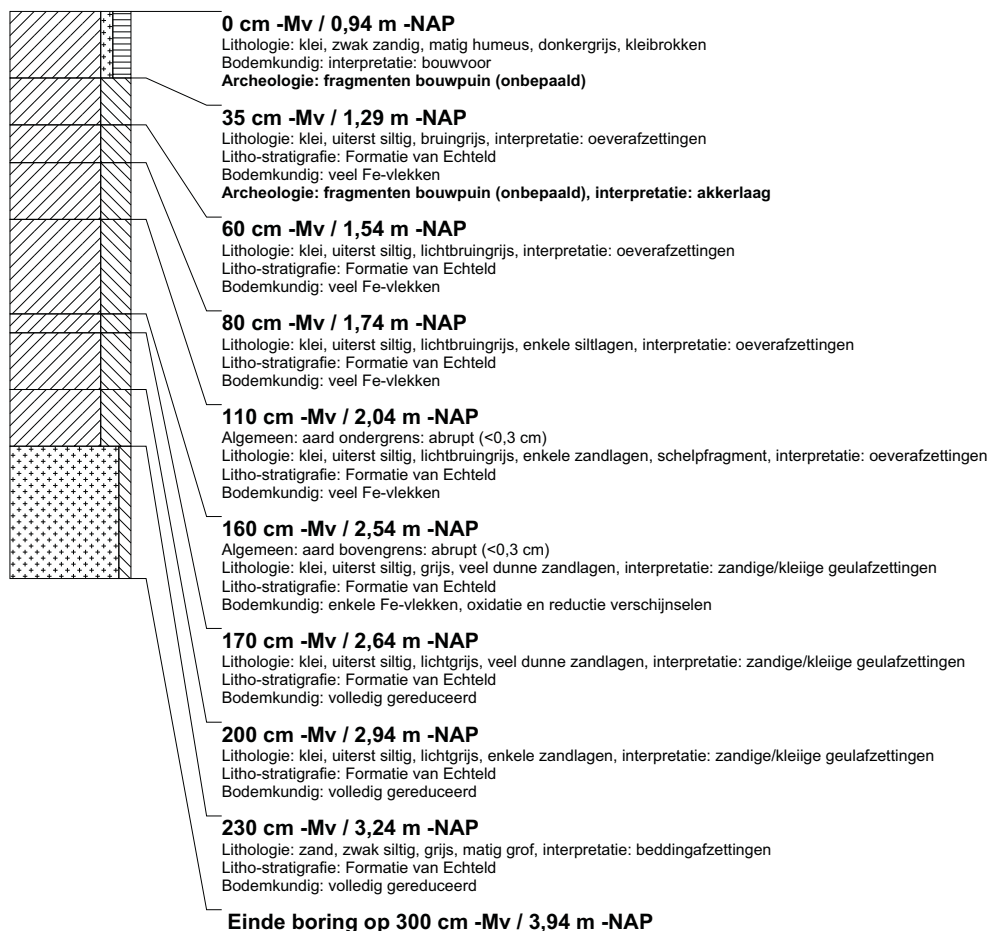 0 cm -Mv / 0,94 m -NAP
Lithologie: klei, zwak zandig, matig humeus, donkergrijs, kleibrokken
Bodemkundig: interpretatie: bouwvoor
Archeologie: fragmenten bouwpuin (onbepaald)
35 cm -Mv / 1,29 m -NAP
Lithologie: klei, uiterst siltig, bruingrijs, interpretatie: oeverafzettingen
Litho-stratigrafie: Formatie van Echteld
Bodemkundig: veel Fe-vlekken
Archeologie: fragmenten bouwpuin (onbepaald), interpretatie: akkerlaag
60 cm -Mv / 1,54 m -NAP
Lithologie: klei, uiterst siltig, lichtbruingrijs, interpretatie: oeverafzettingen
Litho-stratigrafie: Formatie van Echteld
Bodemkundig: veel Fe-vlekken
80 cm -Mv / 1,74 m -NAP
Lithologie: klei, uiterst siltig, lichtbruingrijs, enkele siltlagen, interpretatie: oeverafzettingen
Litho-stratigrafie: Formatie van Echteld
Bodemkundig: veel Fe-vlekken
110 cm -Mv / 2,04 m -NAP
Algemeen: aard ondergrens: abrupt (<0,3 cm)
Lithologie: klei, uiterst siltig, lichtbruingrijs, enkele zandlagen, schelpfragment, interpretatie: oeverafzettingen
Litho-stratigrafie: Formatie van Echteld
Bodemkundig: veel Fe-vlekken
160 cm -Mv / 2,54 m -NAP
Algemeen: aard bovengrens: abrupt (<0,3 cm)
Lithologie: klei, uiterst siltig, grijs, veel dunne zandlagen, interpretatie: zandige/kleiige geulafzettingen
Litho-stratigrafie: Formatie van Echteld
Bodemkundig: enkele Fe-vlekken, oxidatie en reductie verschijnselen
170 cm -Mv / 2,64 m -NAP
Lithologie: klei, uiterst siltig, lichtgrijs, veel dunne zandlagen, interpretatie: zandige/kleiige geulafzettingen
Litho-stratigrafie: Formatie van Echteld
Bodemkundig: volledig gereduceerd
200 cm -Mv / 2,94 m -NAP
Lithologie: klei, uiterst siltig, lichtgrijs, enkele zandlagen, interpretatie: zandige/kleiige geulafzettingen
Litho-stratigrafie: Formatie van Echteld
Bodemkundig: volledig gereduceerd
230 cm -Mv / 3,24 m -NAP
Lithologie: zand, zwak siltig, grijs, matig grof, interpretatie: beddingafzettingen
Litho-stratigrafie: Formatie van Echteld
Bodemkundig: volledig gereduceerd
Einde boring op 300 cm -Mv / 3,94 m -NAP